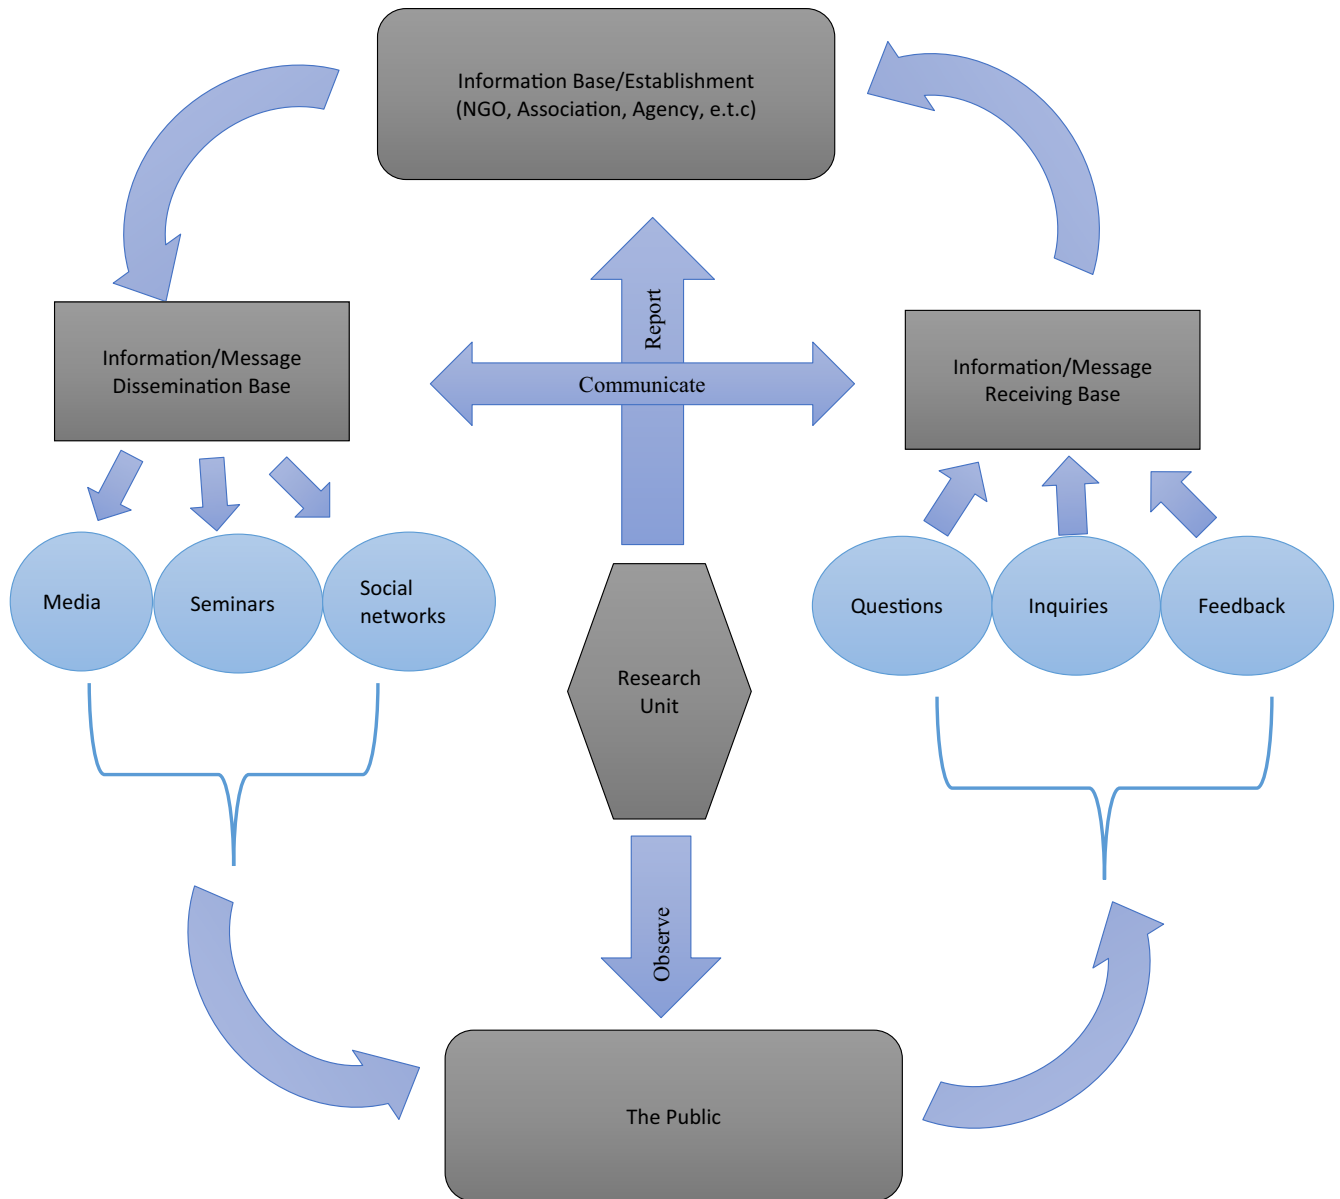 Information Base/Establishment
(NGO, Association, Agency, e.t.c)
Report
Communicate
Information/Message
Dissemination Base
Information/Message
Receiving Base
Media
Seminars
Social
networks
Questions
Inquiries
Feedback
Research
Unit
Observe
The Public